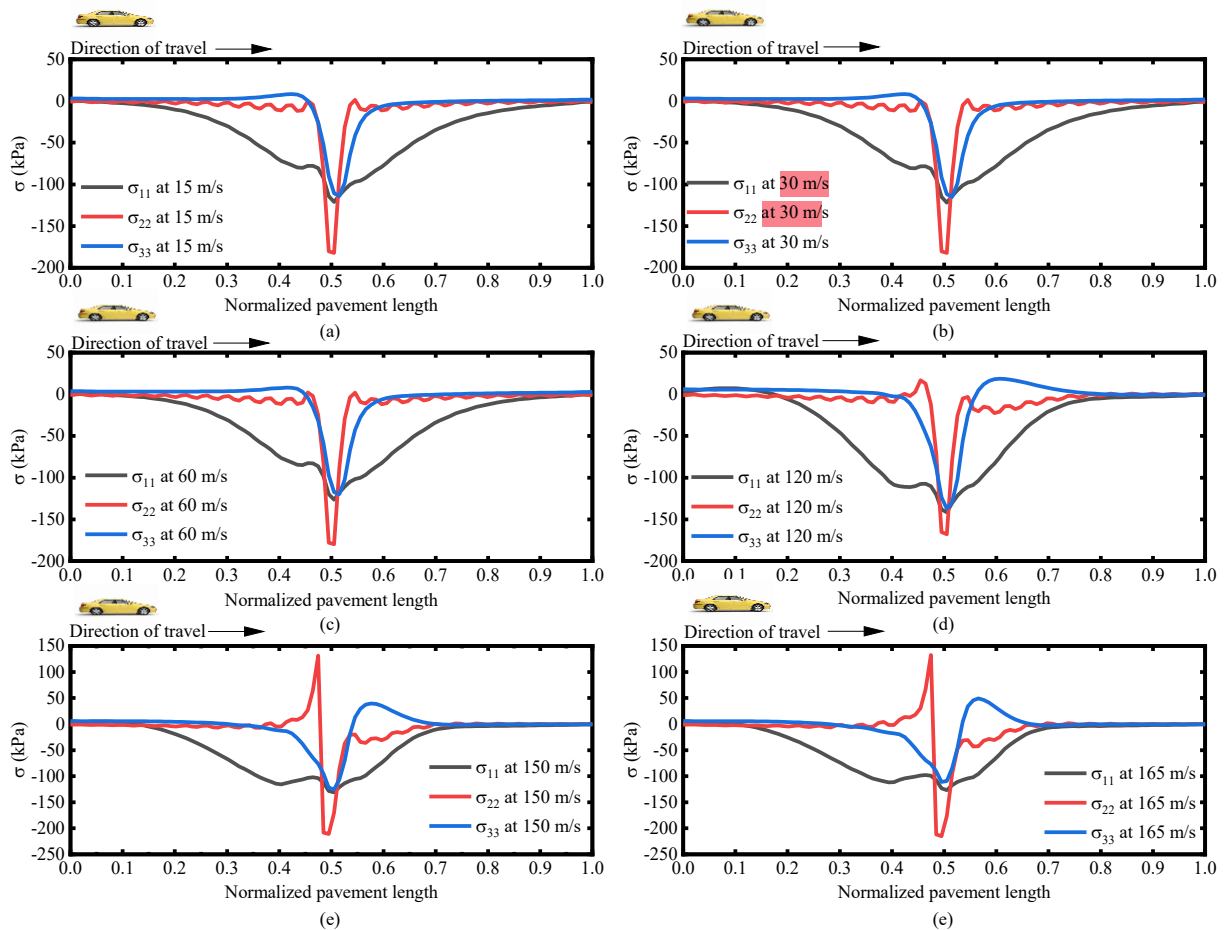 Direction of travel
50
0
-50
-100
-150
-200
σ (kPa)
σ11 at 15 m/s
σ22 at 15 m/s
σ33 at 15 m/s
0.0 0.1 0.2 0.3 0.4 0.5 0.6 0.7 0.8 0.9 1.0
Normalized pavement length
(a)
Direction of travel
50
0
-50
-100
-150
-200
σ (kPa)
σ11 at 30 m/s
σ22 at 30 m/s
σ33 at 30 m/s
0.0 0.1 0.2 0.3 0.4 0.5 0.6 0.7 0.8 0.9 1.0
Normalized pavement length
(b)
Direction of travel
50
0
-50
-100
-150
-200
σ (kPa)
σ11 at 60 m/s
σ22 at 60 m/s
σ33 at 60 m/s
0.0 0.1 0.2 0.3 0.4 0.5 0.6 0.7 0.8 0.9 1.0
Normalized pavement length
(c)
Direction of travel
50
0
-50
-100
-150
-200
σ (kPa)
σ11 at 120 m/s
σ22 at 120 m/s
σ33 at 120 m/s
0.0 0.1 0.2 0.3 0.4 0.5 0.6 0.7 0.8 0.9 1.0
Normalized pavement length
(d)
Direction of travel
150
100
50
0
-50
-100
-150
-200
-250
σ (kPa)
σ11 at 150 m/s
σ22 at 150 m/s
σ33 at 150 m/s
0.0 0.1 0.2 0.3 0.4 0.5 0.6 0.7 0.8 0.9 1.0
Normalized pavement length
(e)
Direction of travel
150
100
50
0
-50
-100
-150
-200
-250
σ (kPa)
σ11 at 165 m/s
σ22 at 165 m/s
σ33 at 165 m/s
0.0 0.1 0.2 0.3 0.4 0.5 0.6 0.7 0.8 0.9 1.0
Normalized pavement length
(e)